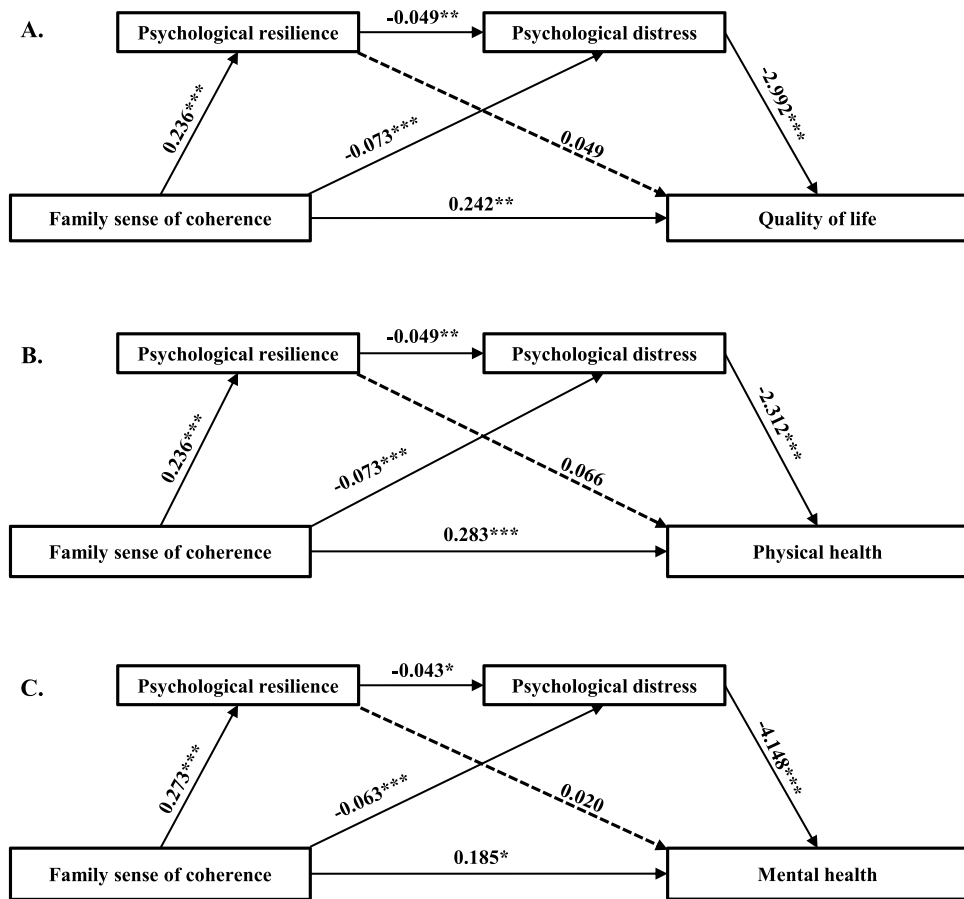 A.
Psychological resilience
-0.049**
Psychological distress
0.236***
-0.073***
0.049
-2.992***
Family sense of coherence
0.242**
Quality of life
B.
Psychological resilience
-0.049**
Psychological distress
0.236***
-0.073***
0.066
-2.312***
Family sense of coherence
0.283***
Physical health
C.
Psychological resilience
-0.043*
Psychological distress
0.273***
-0.063***
0.020
-4.148***
Family sense of coherence
0.185*
Mental health